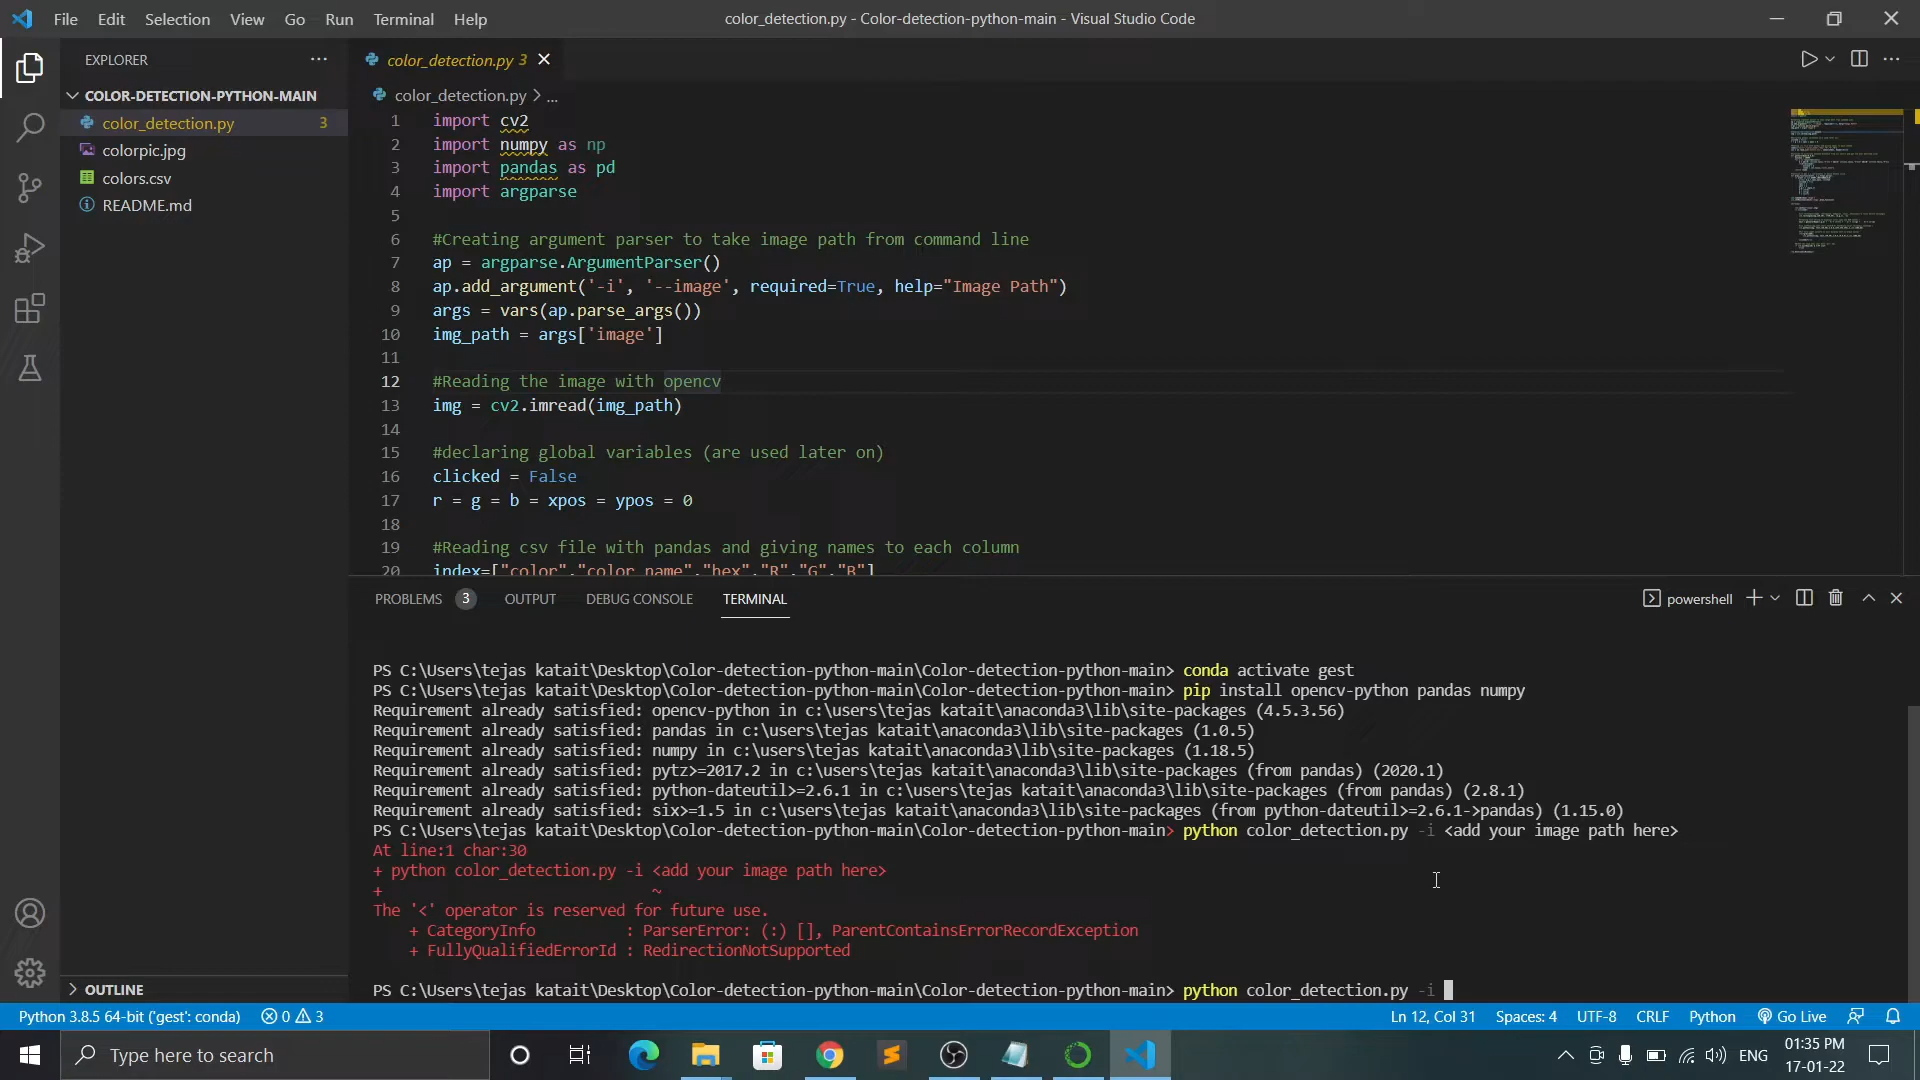 File Edit Selection View Go Run Terminal Help
color_detection.py - Color-detection-python-main - Visual Studio Code
EXPLORER
COLOR-DETECTION-PYTHON-MAIN
color_detection.py 3
colorpic.jpg
colors.csv
README.md
OUTLINE
color_detection.py 3
color_detection.py > ...
1 import cv2
2 import numpy as np
3 import pandas as pd
4 import argparse
5
6 #Creating argument parser to take image path from command line
7 ap = argparse.ArgumentParser()
8 ap.add_argument('-i', '--image', required=True, help="Image Path")
9 args = vars(ap.parse_args())
10 img_path = args['image']
11
12 #Reading the image with opencv
13 img = cv2.imread(img_path)
14
15 #declaring global variables (are used later on)
16 clicked = False
17 r = g = b = xpos = ypos = 0
18
19 #Reading csv file with pandas and giving names to each column
20 index=["color","color_name","hex","R","G","B"]
PROBLEMS 3 OUTPUT DEBUG CONSOLE TERMINAL
powershell
PS C:\Users\tejas katait\Desktop\Color-detection-python-main\Color-detection-python-main> conda activate gest
PS C:\Users\tejas katait\Desktop\Color-detection-python-main\Color-detection-python-main> pip install opencv-python pandas numpy
Requirement already satisfied: opencv-python in c:\users\tejas katait\anaconda3\lib\site-packages (4.5.3.56)
Requirement already satisfied: pandas in c:\users\tejas katait\anaconda3\lib\site-packages (1.0.5)
Requirement already satisfied: numpy in c:\users\tejas katait\anaconda3\lib\site-packages (1.18.5)
Requirement already satisfied: pytz>=2017.2 in c:\users\tejas katait\anaconda3\lib\site-packages (from pandas) (2020.1)
Requirement already satisfied: python-dateutil>=2.6.1 in c:\users\tejas katait\anaconda3\lib\site-packages (from pandas) (2.8.1)
Requirement already satisfied: six>=1.5 in c:\users\tejas katait\anaconda3\lib\site-packages (from python-dateutil>=2.6.1->pandas) (1.15.0)
PS C:\Users\tejas katait\Desktop\Color-detection-python-main\Color-detection-python-main> python color_detection.py -i <add your image path here>
At line:1 char:30
+ python color_detection.py -i <add your image path here>
+ ~
The '<' operator is reserved for future use.
+ CategoryInfo : ParserError: (:) [], ParentContainsErrorRecordException
+ FullyQualifiedErrorId : RedirectionNotSupported
PS C:\Users\tejas katait\Desktop\Color-detection-python-main\Color-detection-python-main> python color_detection.py -i
Python 3.8.5 64-bit ('gest': conda) 0 3
Ln 12, Col 31 Spaces: 4 UTF-8 CRLF Python Go Live
Type here to search
ENG
01:35 PM
17-01-22